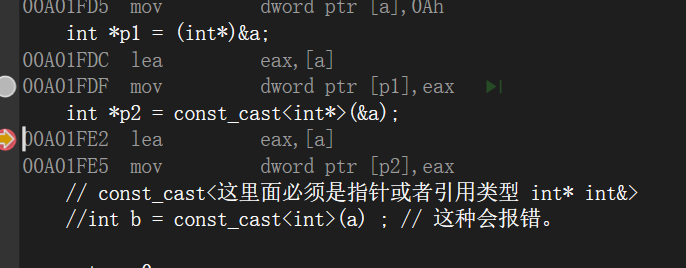 00A01FD5 mov dword ptr [a],0Ah
int *p1 = (int*)&a;
00A01FDC lea eax,[a]
00A01FDF mov dword ptr [p1],eax
int *p2 = const_cast<int*>(&a);
00A01FE2 lea eax,[a]
00A01FE5 mov dword ptr [p2],eax
// const_cast<这里面必须是指针或者引用类型 int* int&>
//int b = const_cast<int>(a) ; // 这种会报错。